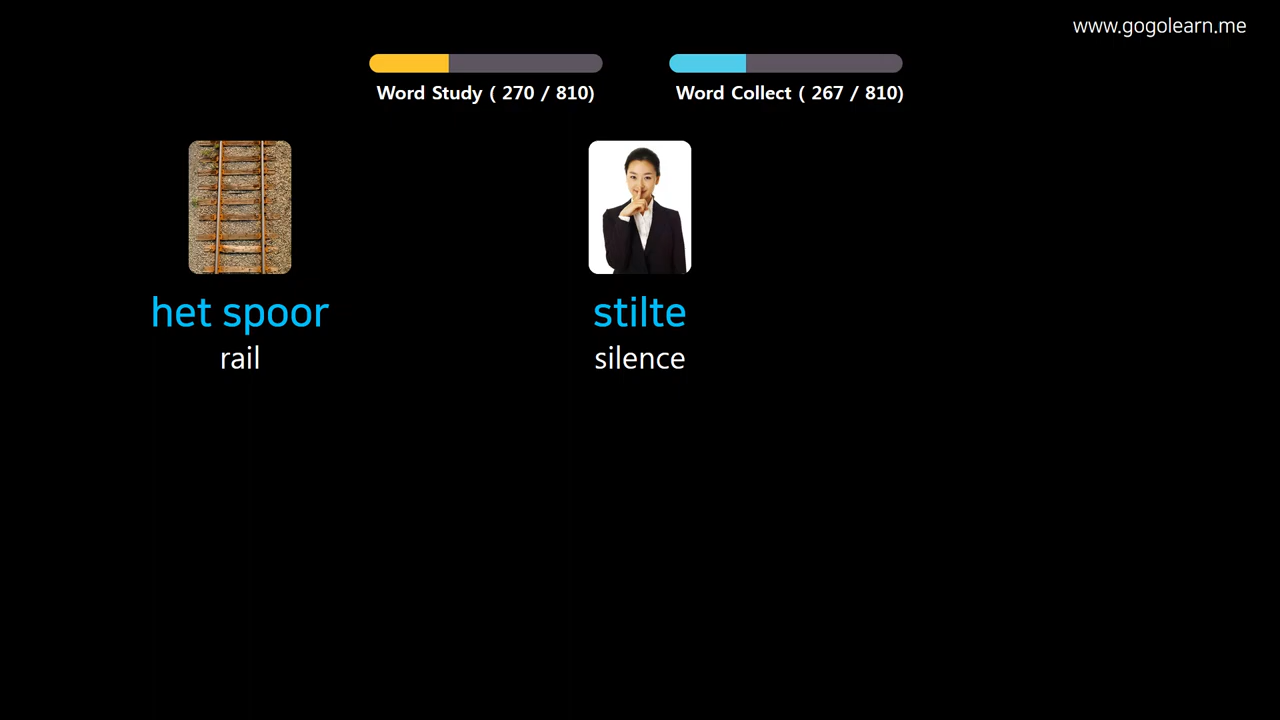 www.gogolearn.me
Word Study ( 270 / 810)
Word Collect ( 267 / 810)
het spoor
rail
stilte
silence